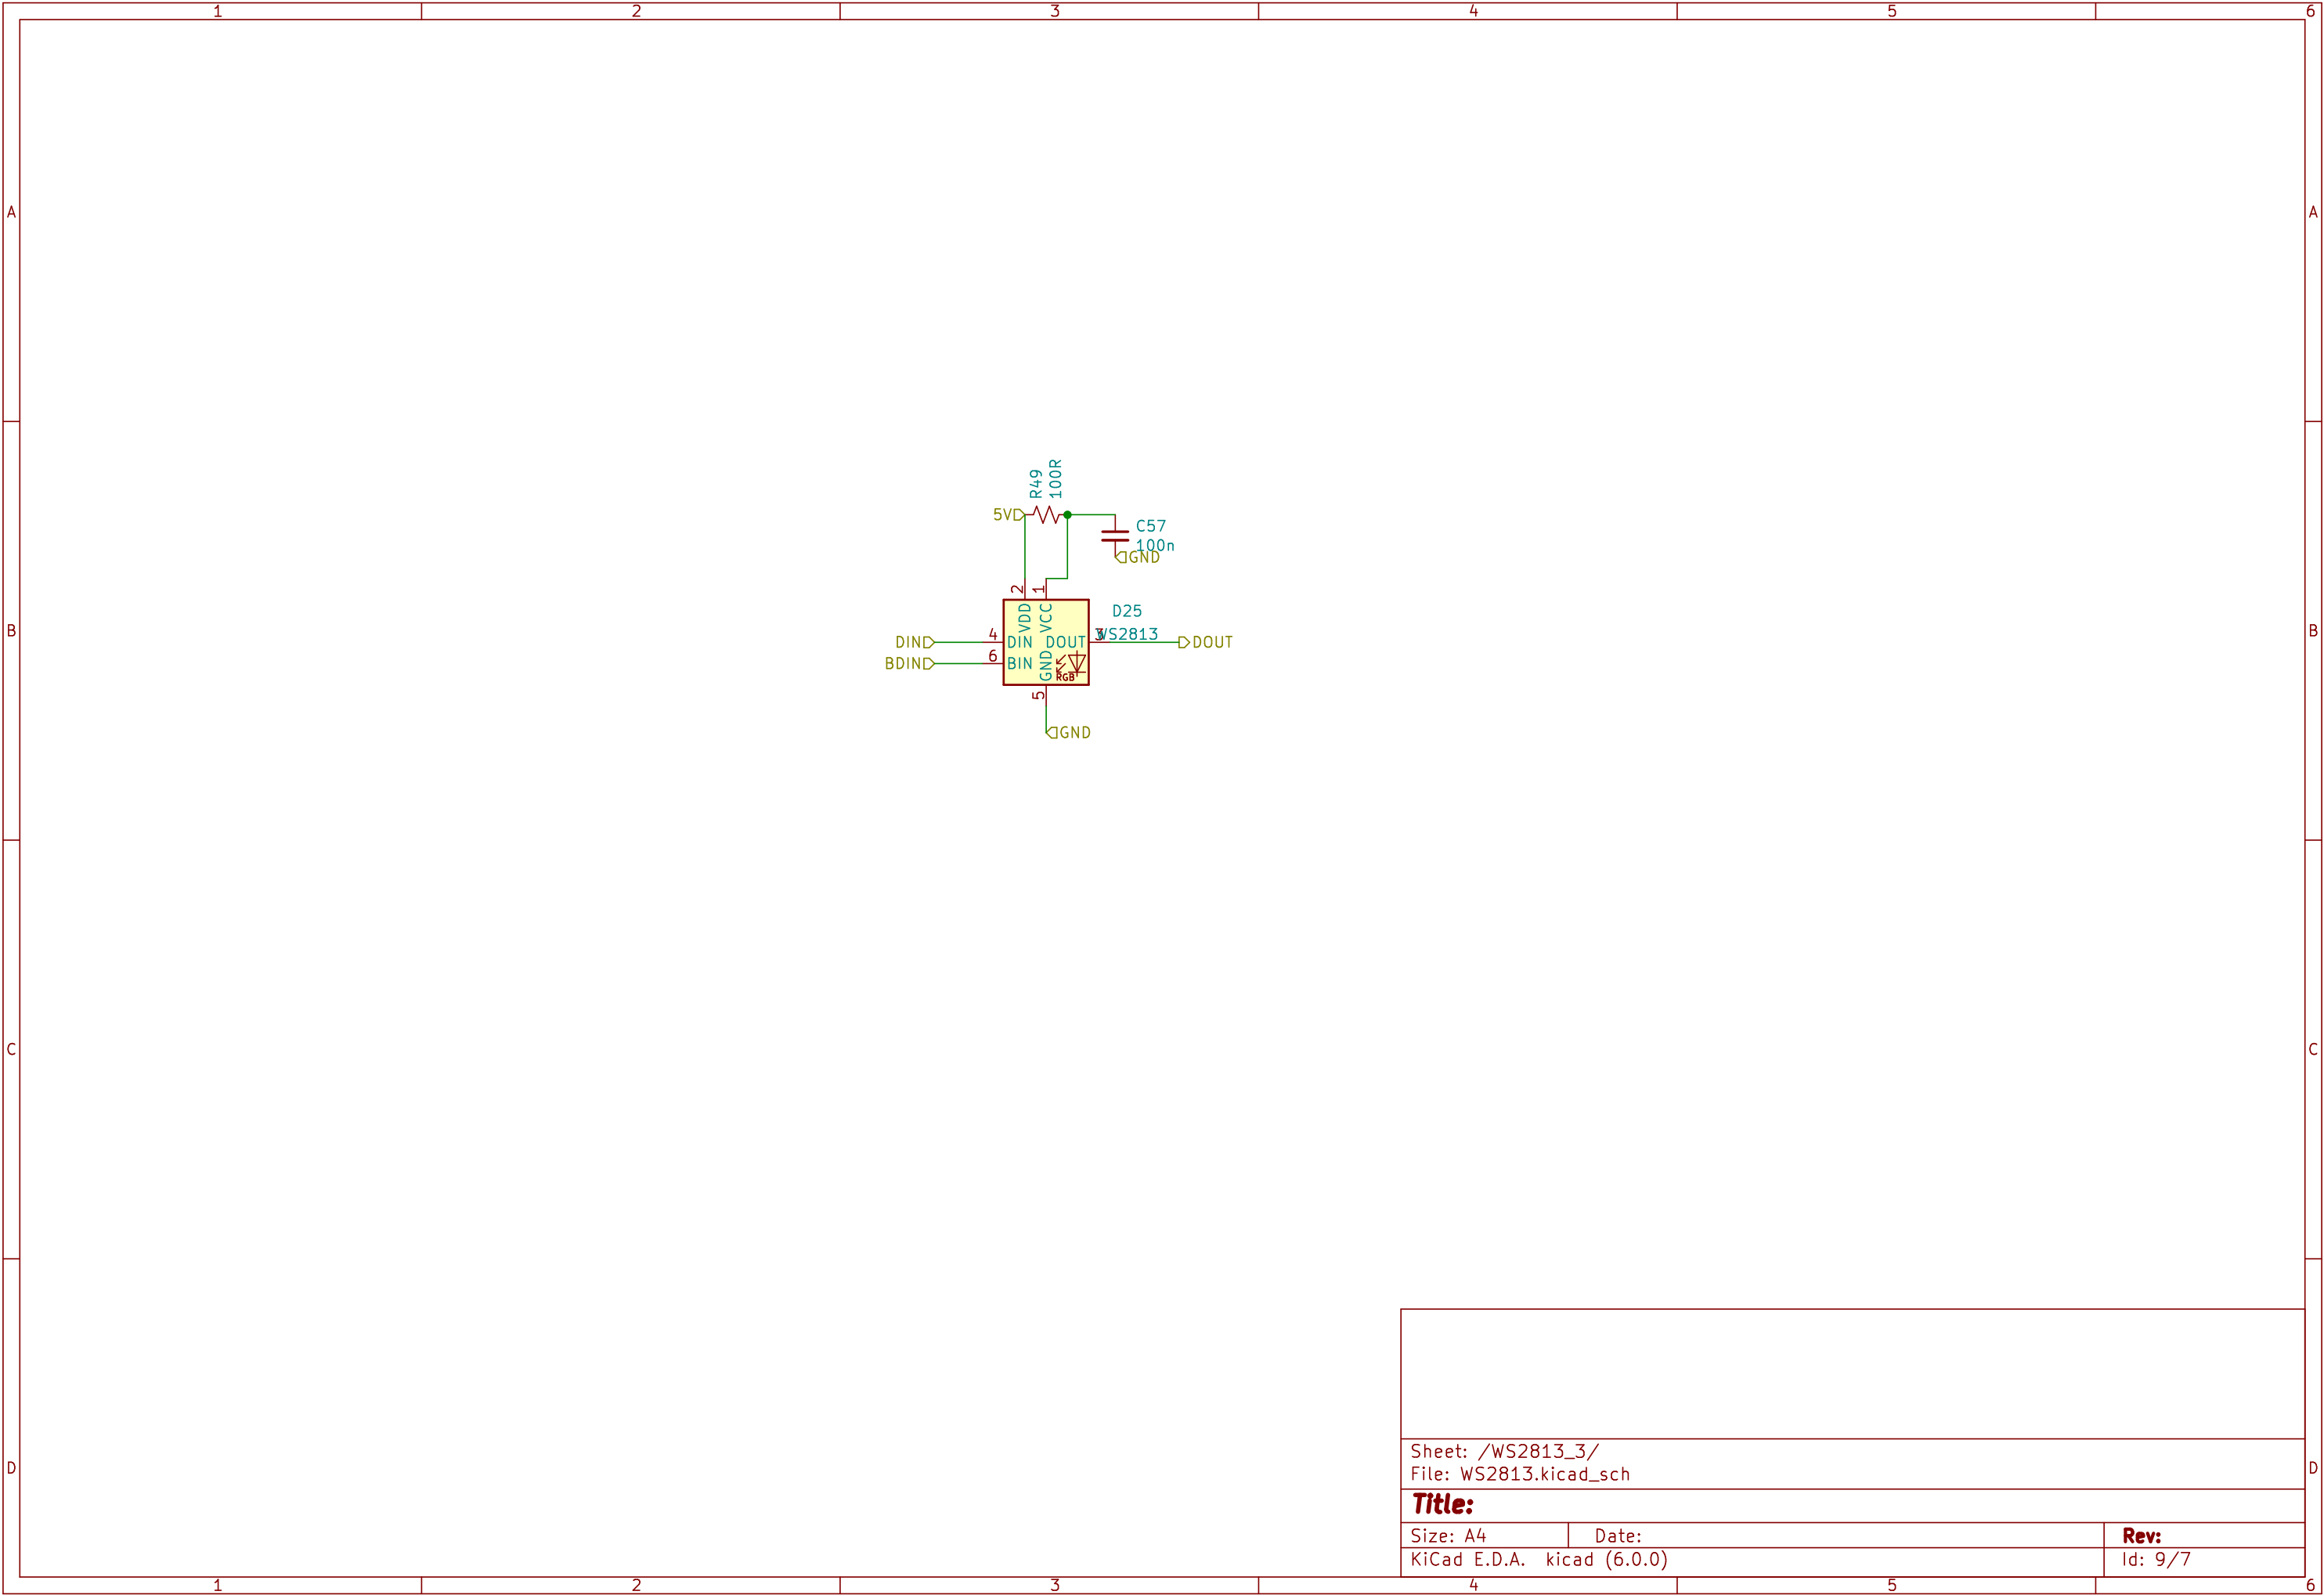 1 2 3 4 5 6
A A
R49
100R
5V
C57
100n
GND
2 1
VDD VCC
D25
WS2813
B B
DIN 4 DIN DOUT 3 DOUT
BDIN 6 BIN GND
RGB
5
GND
C C
Sheet: /WS2813_3/
File: WS2813.kicad_sch
D D
Title:
Size: A4 Date: Rev:
KiCad E.D.A. kicad (6.0.0) Id: 9/7
1 2 3 4 5 6